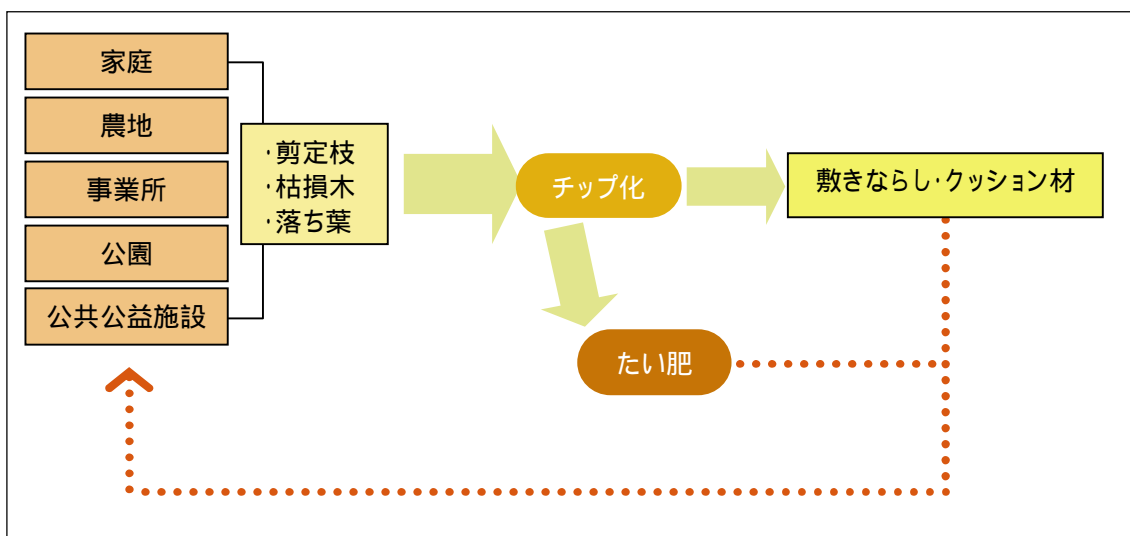 家庭
農地
事業所
公園
公共公益施設
・剪定枝
・枯損木
・落ち葉
チップ化
敷きならし・クッション材
たい肥